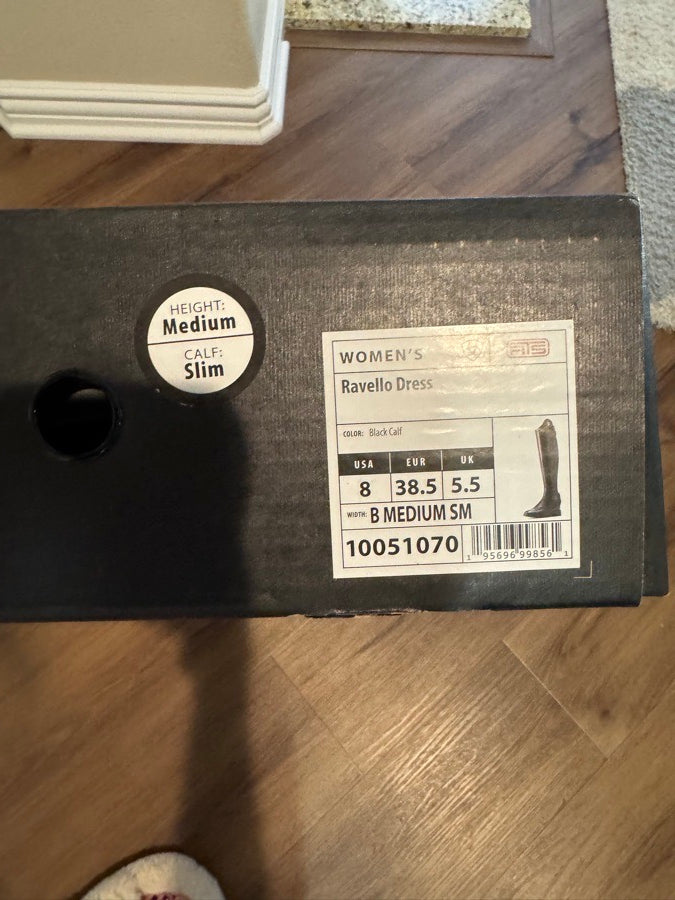 HEIGHT:
Medium
CALF:
Slim
WOMEN'S
ATS
Ravello Dress
COLOR: Black Calf
USA EUR UK
8 38.5 5.5
WIDTH: B MEDIUM SM
10051070
1 95696 99856 1